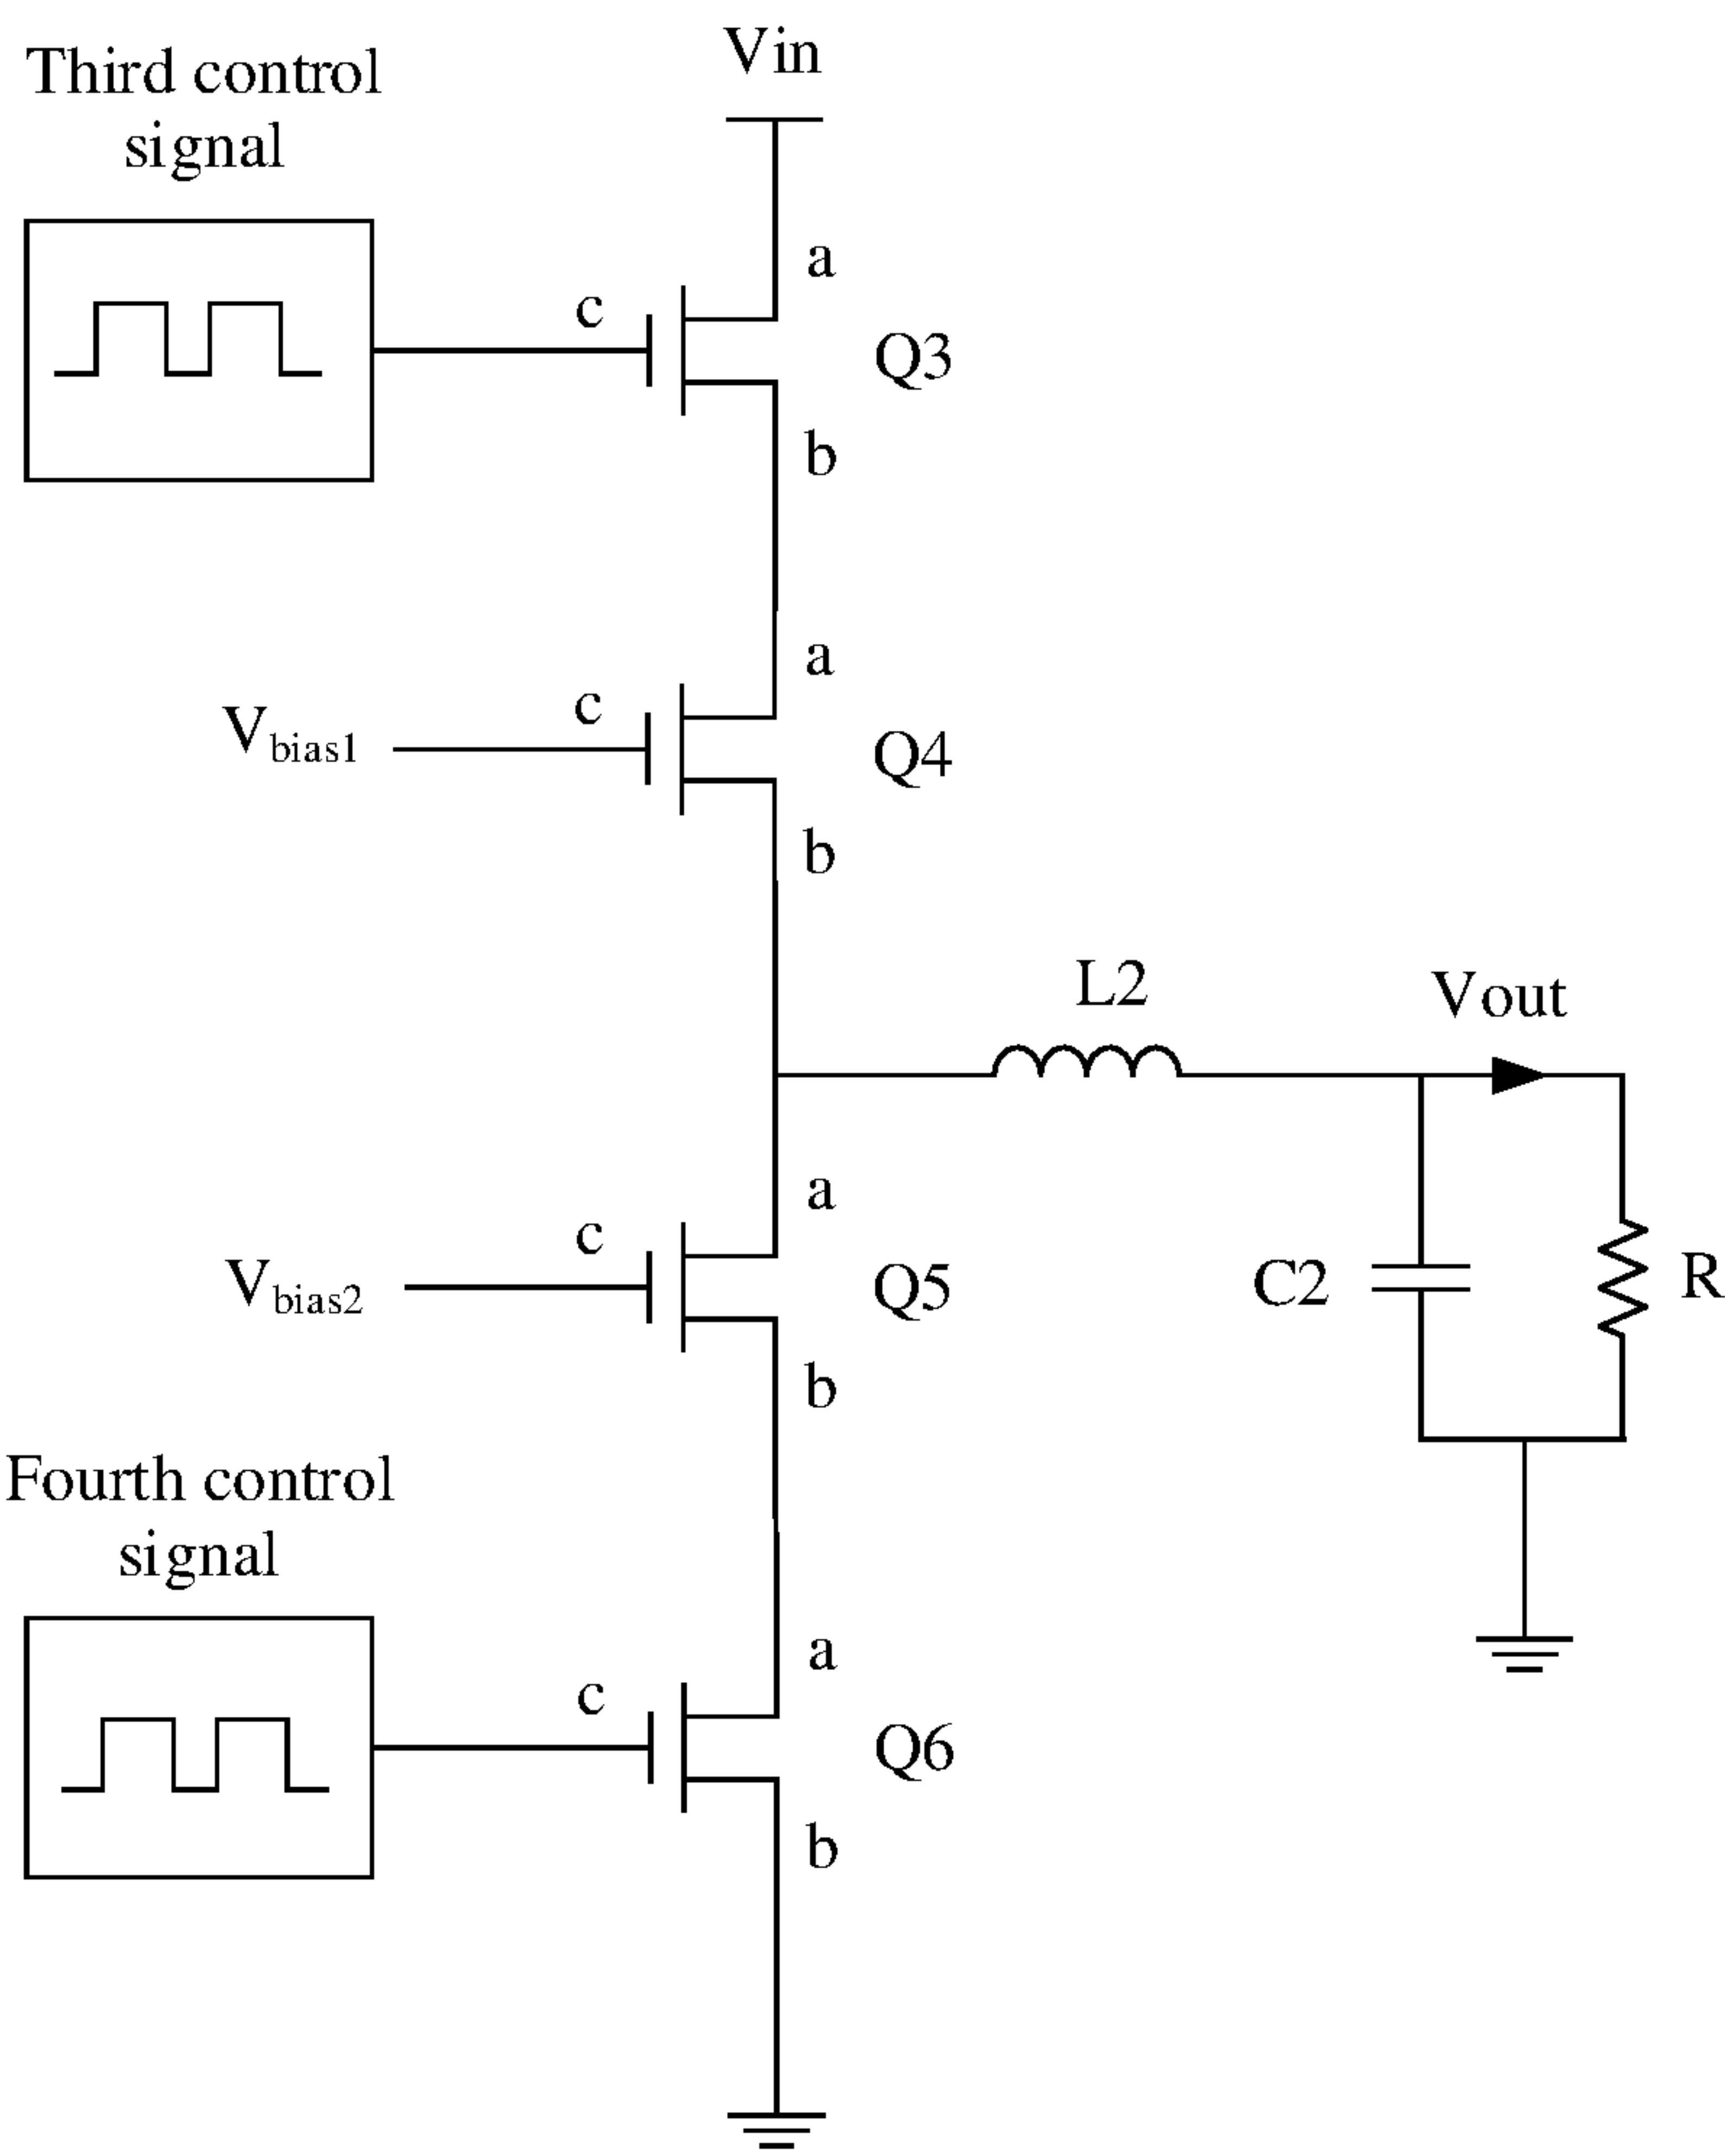 Vin
Third control
signal
a
c
Q3
b
a
c
Vbias1
Q4
b
L2
Vout
a
c
Vbias2
Q5
b
C2
R
Fourth control
signal
a
c
Q6
b